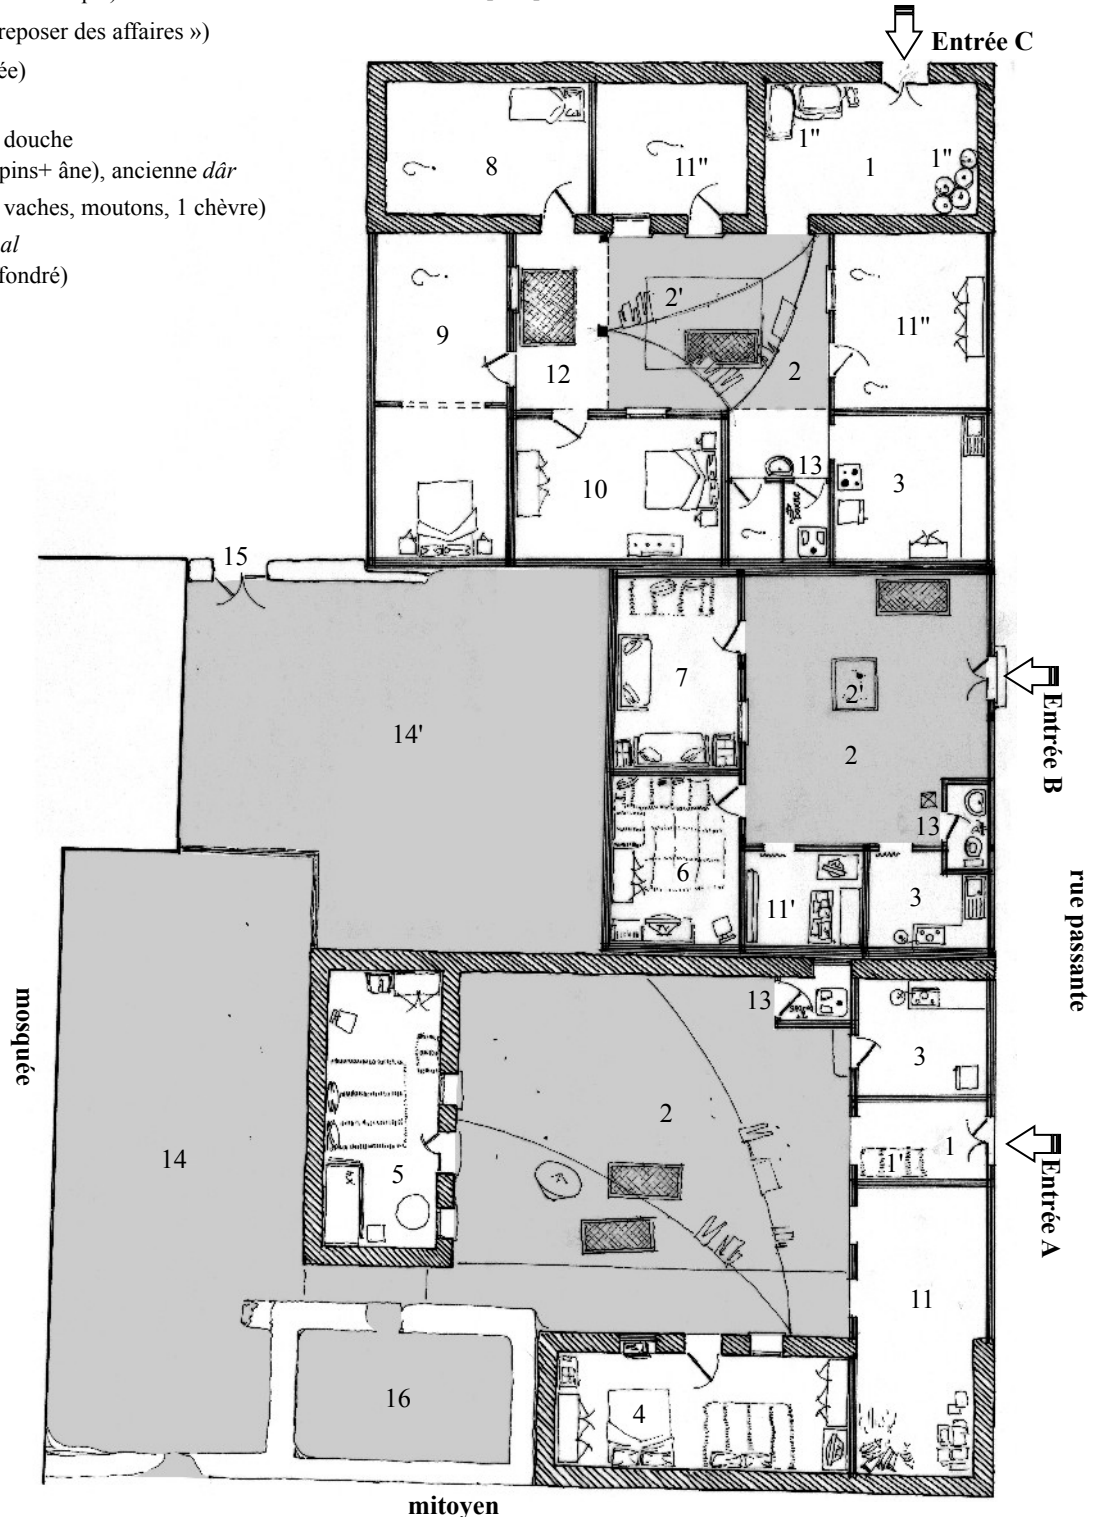 reposer des affaires »)
ée)
douche
pins+ âne), ancienne dâr
vaches, moutons, 1 chèvre)
al
fondré)
Entrée C
8
11"
1"
1
1"
9
12
2'
2
11"
10
13
3
15
14'
7
2'
2
Entrée B
6
11'
13
3
rue passante
mosquée
13
3
2
1
1'
Entrée A
14
5
11
16
4
mitoyen